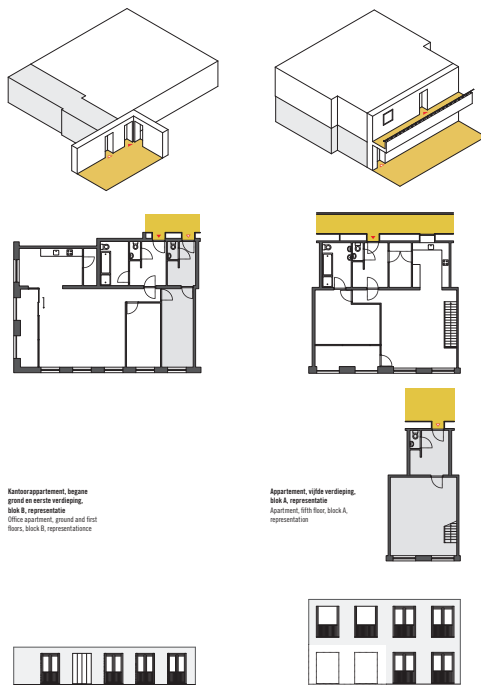 Kantoorappartement, begane
grond en eerste verdieping,
blok B, representatie
Office apartment, ground and first
floors, block B, representationce
Appartement, vijfde verdieping,
blok A, representatie
Apartment, fifth floor, block A,
representation